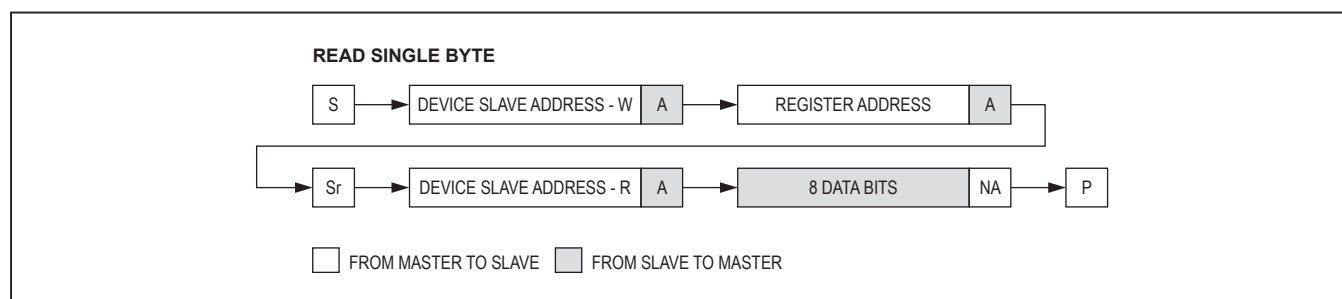 READ SINGLE BYTE
S DEVICE SLAVE ADDRESS - W A REGISTER ADDRESS A
Sr DEVICE SLAVE ADDRESS - R A 8 DATA BITS NA P
FROM MASTER TO SLAVE FROM SLAVE TO MASTER